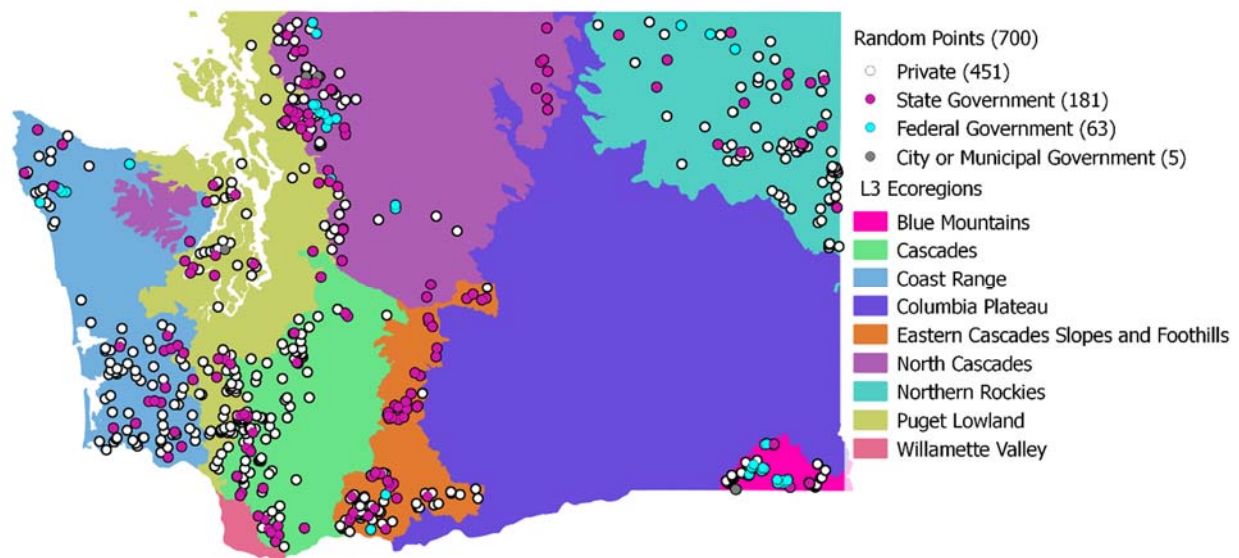 Random Points (700)
Private (451)
State Government (181)
Federal Government (63)
City or Municipal Government (5)
L3 Ecoregions
Blue Mountains
Cascades
Coast Range
Columbia Plateau
Eastern Cascades Slopes and Foothills
North Cascades
Northern Rockies
Puget Lowland
Willamette Valley